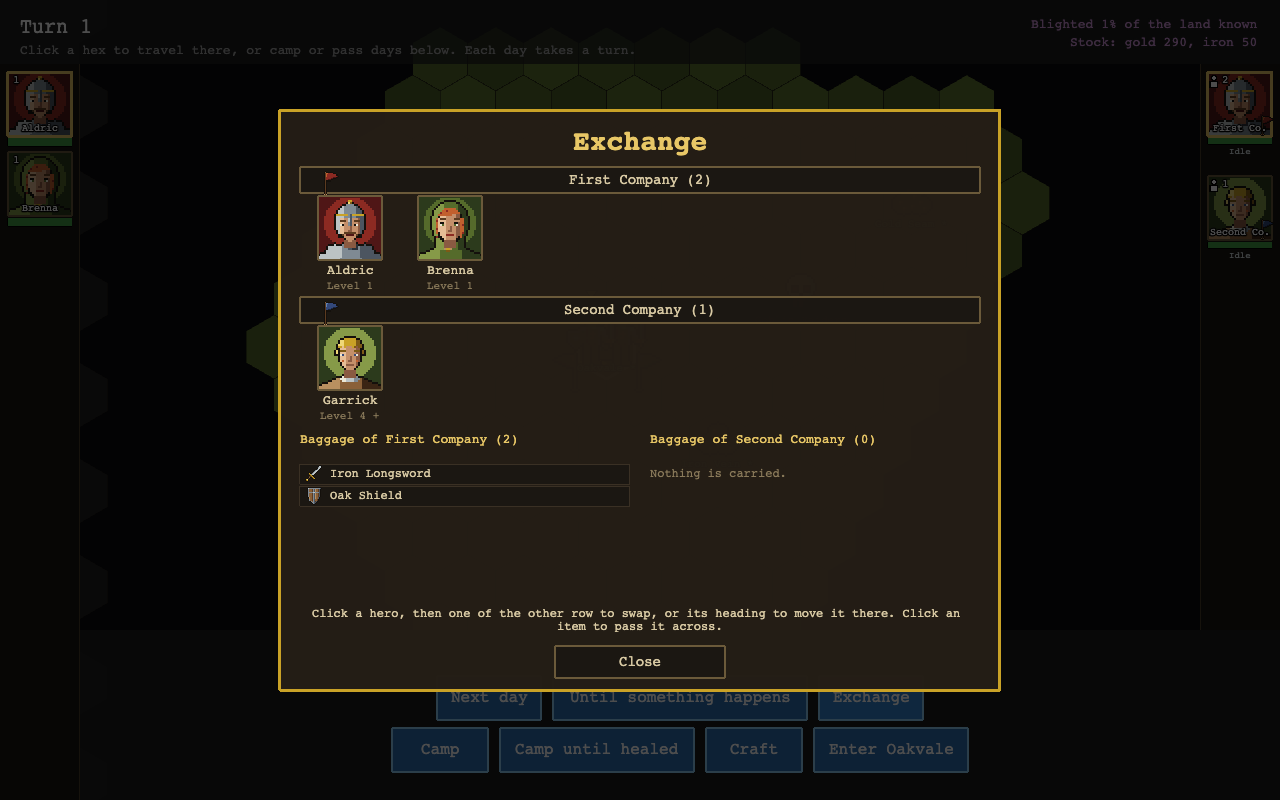 Turn 1
Click a hex to travel there, or camp or pass days below. Each day takes a turn.
Blighted 1% of the land known
Stock: gold 290, iron 50
1
Aldric
1
Brenna
2
First Co.
Idle
1
Second Co.
Idle
Exchange
First Company (2)
Aldric
Brenna
Level 1
Level 1
Second Company (1)
Garrick
Level 4 +
Baggage of First Company (2)
Baggage of Second Company (0)
Iron Longsword
Nothing is carried.
Oak Shield
Click a hero, then one of the other row to swap, or its heading to move it there. Click an
item to pass it across.
Close
Next day
Until something happens
Exchange
Camp
Camp until healed
Craft
Enter Oakvale